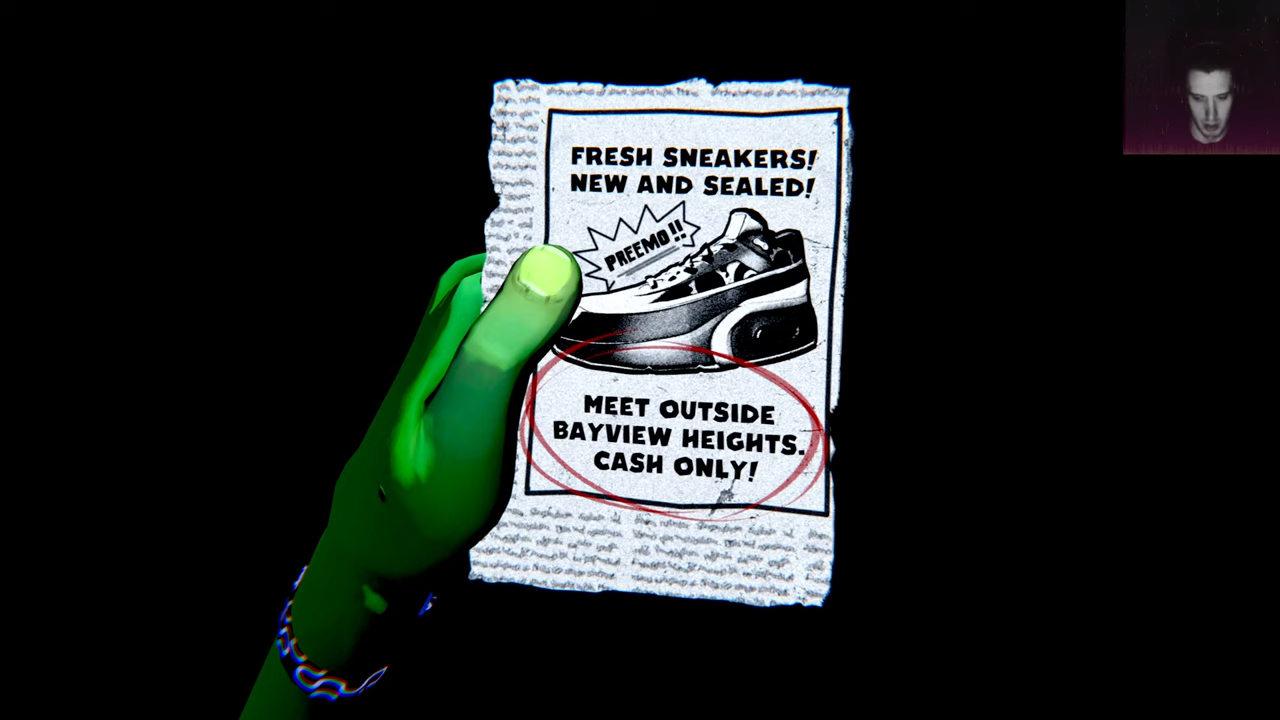 FRESH SNEAKERS!
NEW AND SEALED!
PREEMO!!
MEET OUTSIDE
BAYVIEW HEIGHTS.
CASH ONLY!